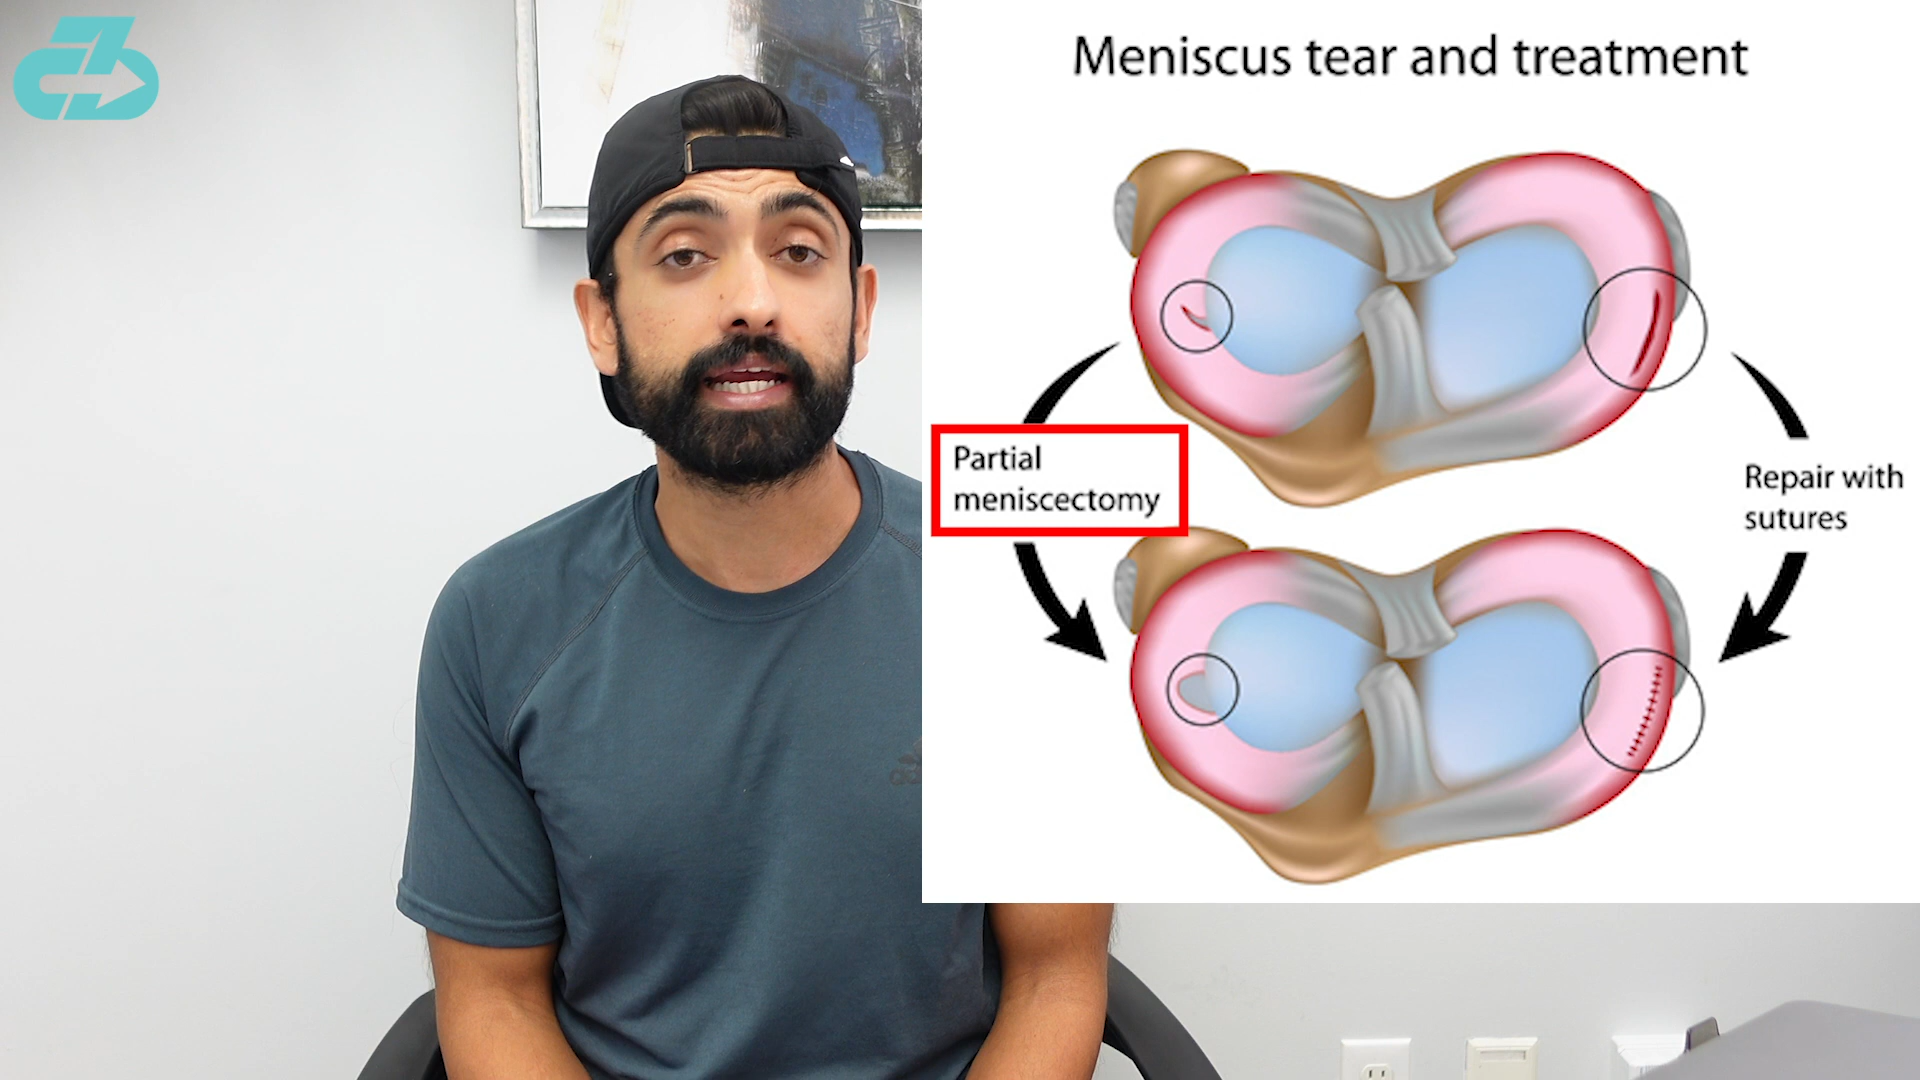 Meniscus tear and treatment
Partial
meniscectomy
Repair with
sutures